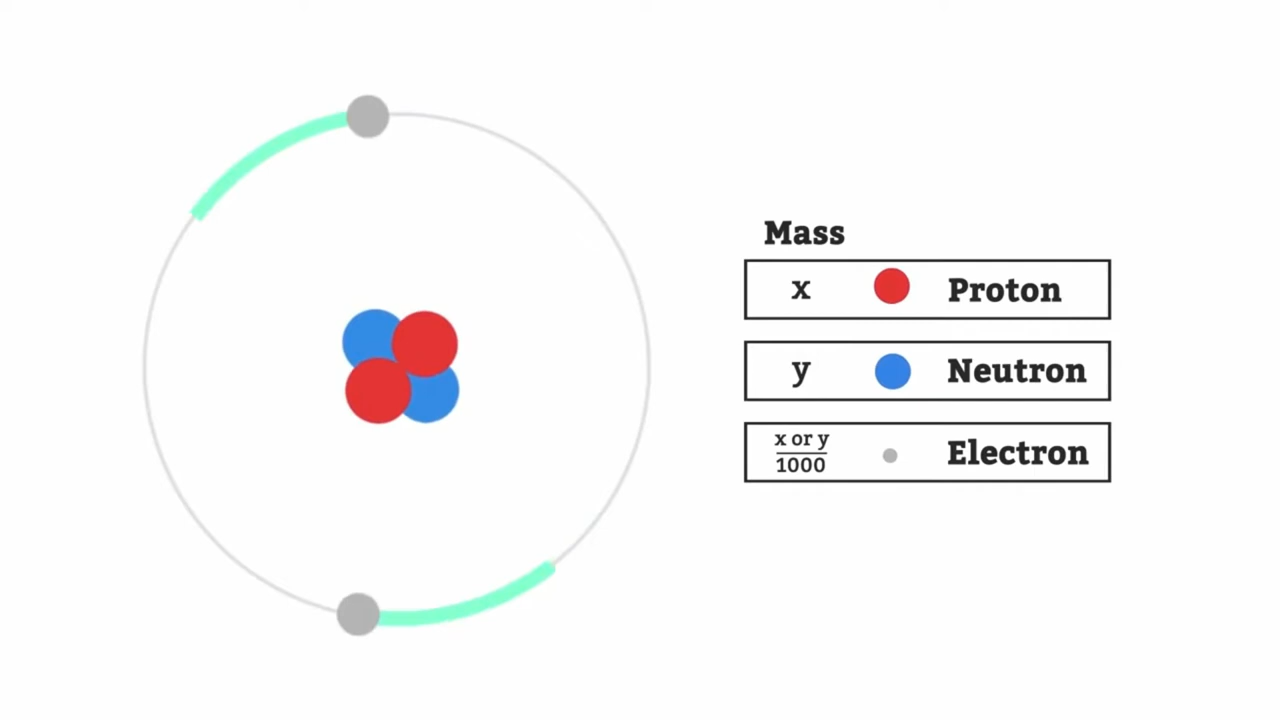 Mass
x Proton
y Neutron
x or y
1000
Electron